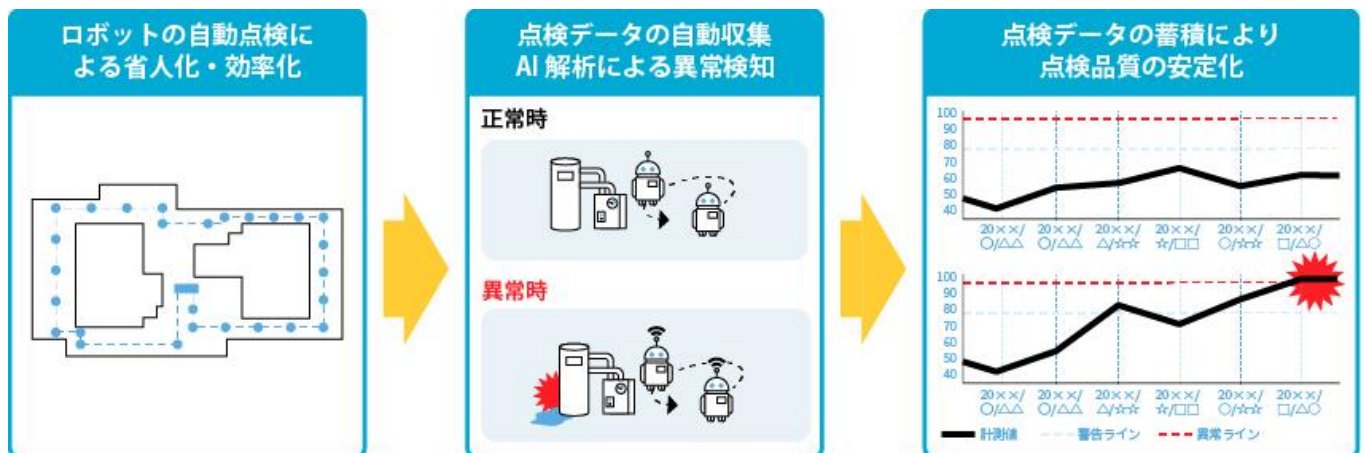 ロボットの自動点検に
よる省人化・効率化
点検データの自動収集
AI 解析による異常検知
正常時
異常時
点検データの蓄積により
点検品質の安定化
100
90
80
70
60
50
40
20××/ 20××/ 20××/ 20××/ 20××/ 20××/
○/△△ ○/△△ △/☆☆ ☆/□□ ○/☆☆ □/△○
100
90
80
70
60
50
40
20××/ 20××/ 20××/ 20××/ 20××/ 20××/
○/△△ ○/△△ △/☆☆ ☆/□□ ○/☆☆ □/△○
計測値 警告ライン 異常ライン